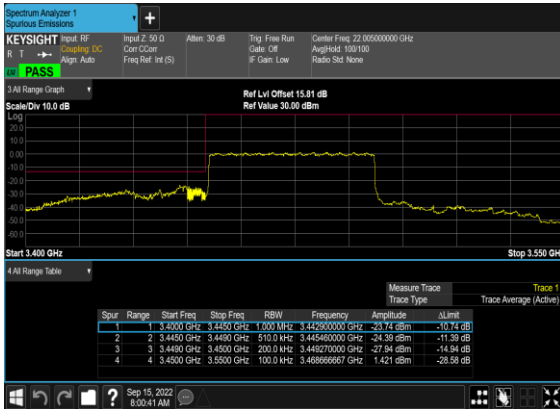 Spectrum Analyzer 1
Spurious Emissions
KEYSIGHT Input: RF Input Z: 50 Ω Atten: 30 dB Trig: Free Run Center Freq: 22.005000000 GHz
R T Coupling: DC Corr CCorr Gate: Off Avg|Hold: 100/100
Align: Auto Freq Ref: Int (S) IF Gain: Low Radio Std: None
LNI PASS
3 All Range Graph
Ref Lvl Offset 15.81 dB
Scale/Div 10.0 dB Ref Value 30.00 dBm
Log
20.0
10.0
0.00
-10.0
-20.0
-30.0
-40.0
-50.0
-60.0
Start 3.400 GHz Stop 3.550 GH
4 All Range Table
Measure Trace Trace 1
Trace Type Trace Average (Active)
Spur Range Start Freq Stop Freq RBW Frequency Amplitude ΔLimit
1 1 3.4000 GHz 3.4450 GHz 1.000 MHz 3.442900000 GHz -23.74 dBm -10.74 dB
2 2 3.4450 GHz 3.4490 GHz 510.0 kHz 3.445460000 GHz -24.39 dBm -11.39 dB
3 3 3.4490 GHz 3.4500 GHz 200.0 kHz 3.449270000 GHz -27.94 dBm -14.94 dB
4 4 3.4500 GHz 3.5500 GHz 100.0 kHz 3.468666667 GHz 1.421 dBm -28.58 dB
Sep 15, 2022
8:00:41 AM